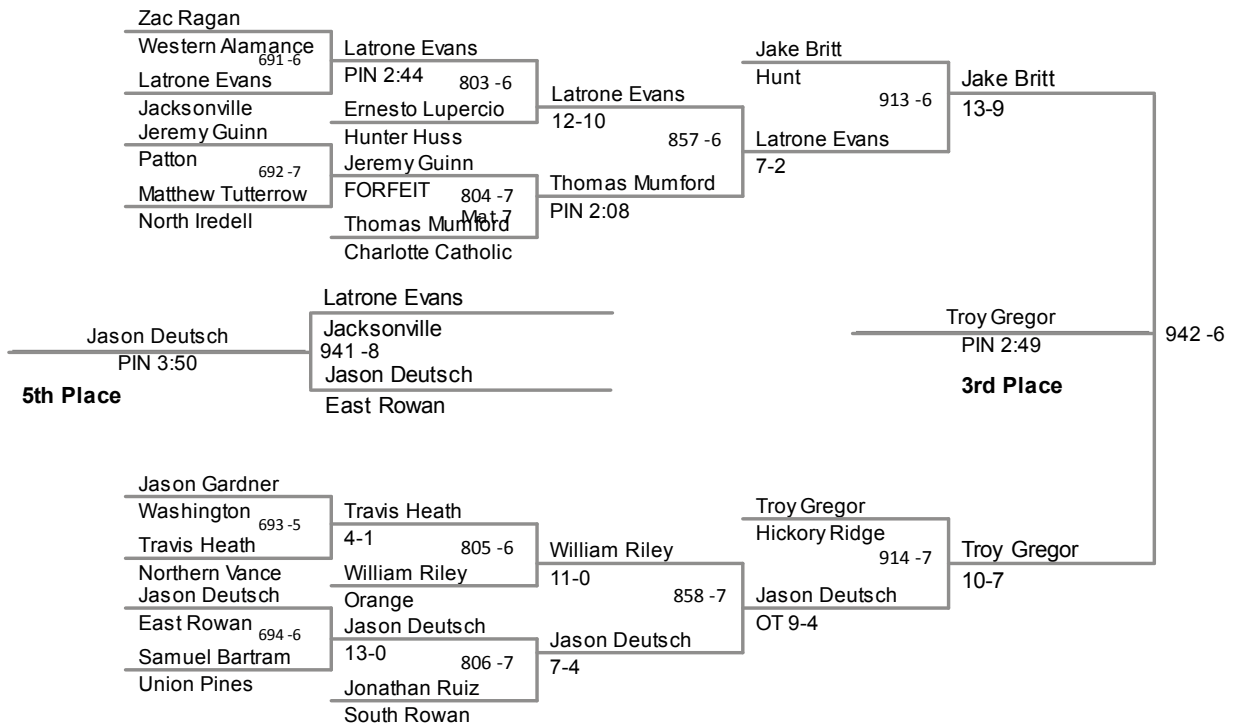 Zac Ragan
Western Alamance
691 -6
Latrone Evans
Jacksonville
Jeremy Guinn
Patton
692 -7
Matthew Tutterrow
North Iredell
Latrone Evans
PIN 2:44
803 -6
Ernesto Lupercio
Hunter Huss
Jeremy Guinn
FORFEIT
804 -7
Mat 7
Thomas Mumford
Charlotte Catholic
Latrone Evans
12-10
857 -6
Thomas Mumford
PIN 2:08
Jake Britt
Hunt
913 -6
Latrone Evans
7-2
Jake Britt
13-9
Latrone Evans
Jacksonville
941 -8
Jason Deutsch
East Rowan
Jason Deutsch
PIN 3:50
5th Place
Troy Gregor
PIN 2:49
3rd Place
942 -6
Jason Gardner
Washington
693 -5
Travis Heath
Northern Vance
Jason Deutsch
East Rowan
694 -6
Samuel Bartram
Union Pines
Travis Heath
4-1
805 -6
William Riley
Orange
Jason Deutsch
13-0
806 -7
Jonathan Ruiz
South Rowan
William Riley
11-0
858 -7
Jason Deutsch
7-4
Troy Gregor
Hickory Ridge
914 -7
Jason Deutsch
OT 9-4
Troy Gregor
10-7